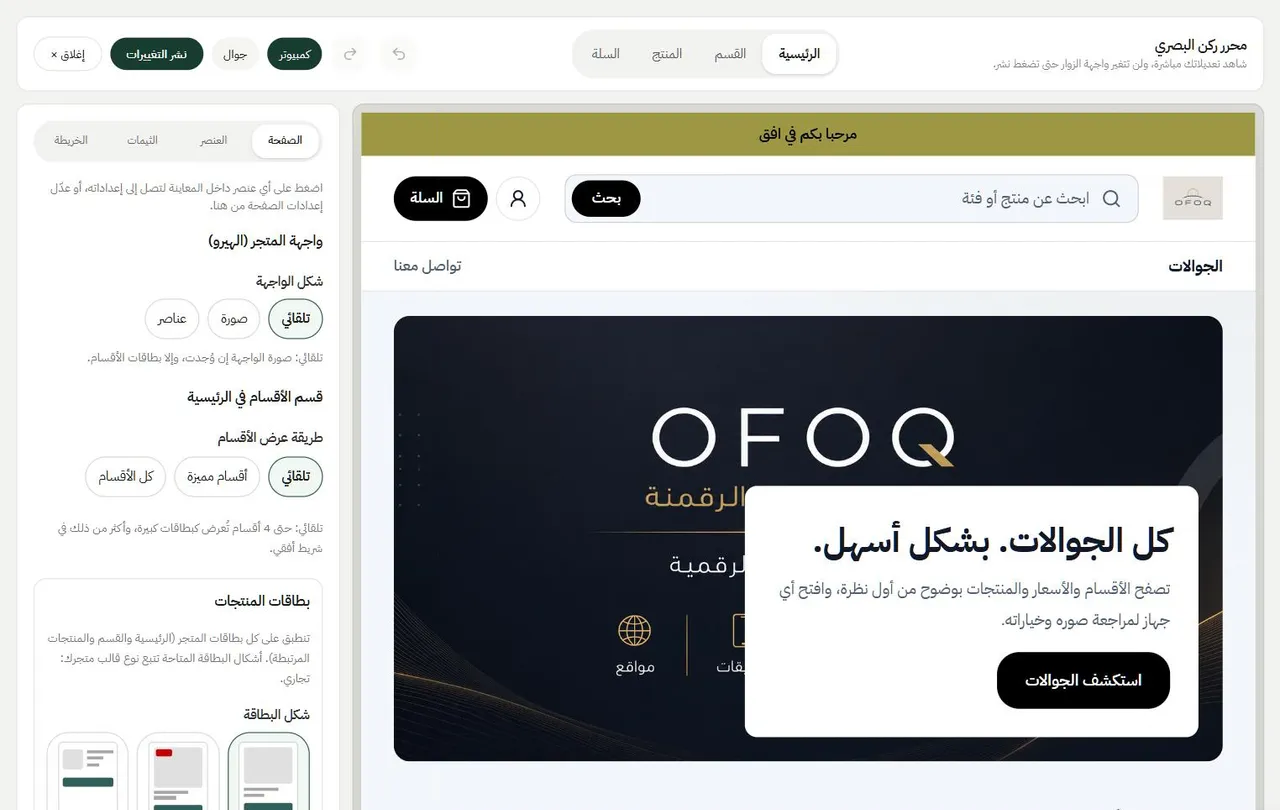 محرر ركن البصري
شاهد تعديلاتك مباشرة، ولن تتغير واجهة الزوار حتى تضغط نشر.
الرئيسية
القسم
المنتج
السلة
كمبيوتر
جوال
نشر التغييرات
إغلاق ×
مرحبا بكم في افق
OFOQ
ابحث عن منتج أو فئة
بحث
السلة
الجوالات
تواصل معنا
OFOQ
الرقمنة
الرقمية
مواقع
كل الجوالات. بشكل أسهل.
تصفح الأقسام والأسعار والمنتجات بوضوح من أول نظرة، وافتح أي
جهاز لمراجعة صوره وخياراته.
استكشف الجوالات
الصفحة
العنصر
الثيمات
الخريطة
اضغط على أي عنصر داخل المعاينة لتصل إلى إعداداته، أو عدّل
إعدادات الصفحة من هنا.
واجهة المتجر (الهيرو)
شكل الواجهة
تلقائي
صورة
عناصر
تلقائي: صورة الواجهة إن وُجدت، وإلا بطاقات الأقسام.
قسم الأقسام في الرئيسية
طريقة عرض الأقسام
تلقائي
أقسام مميزة
كل الأقسام
تلقائي: حتى 4 أقسام تُعرض كبطاقات كبيرة، وأكثر من ذلك في
شريط أفقي.
بطاقات المنتجات
تنطبق على كل بطاقات المتجر (الرئيسية والقسم والمنتجات
المرتبطة). أشكال البطاقة المتاحة تتبع نوع قالب متجرك:
تجاري.
شكل البطاقة